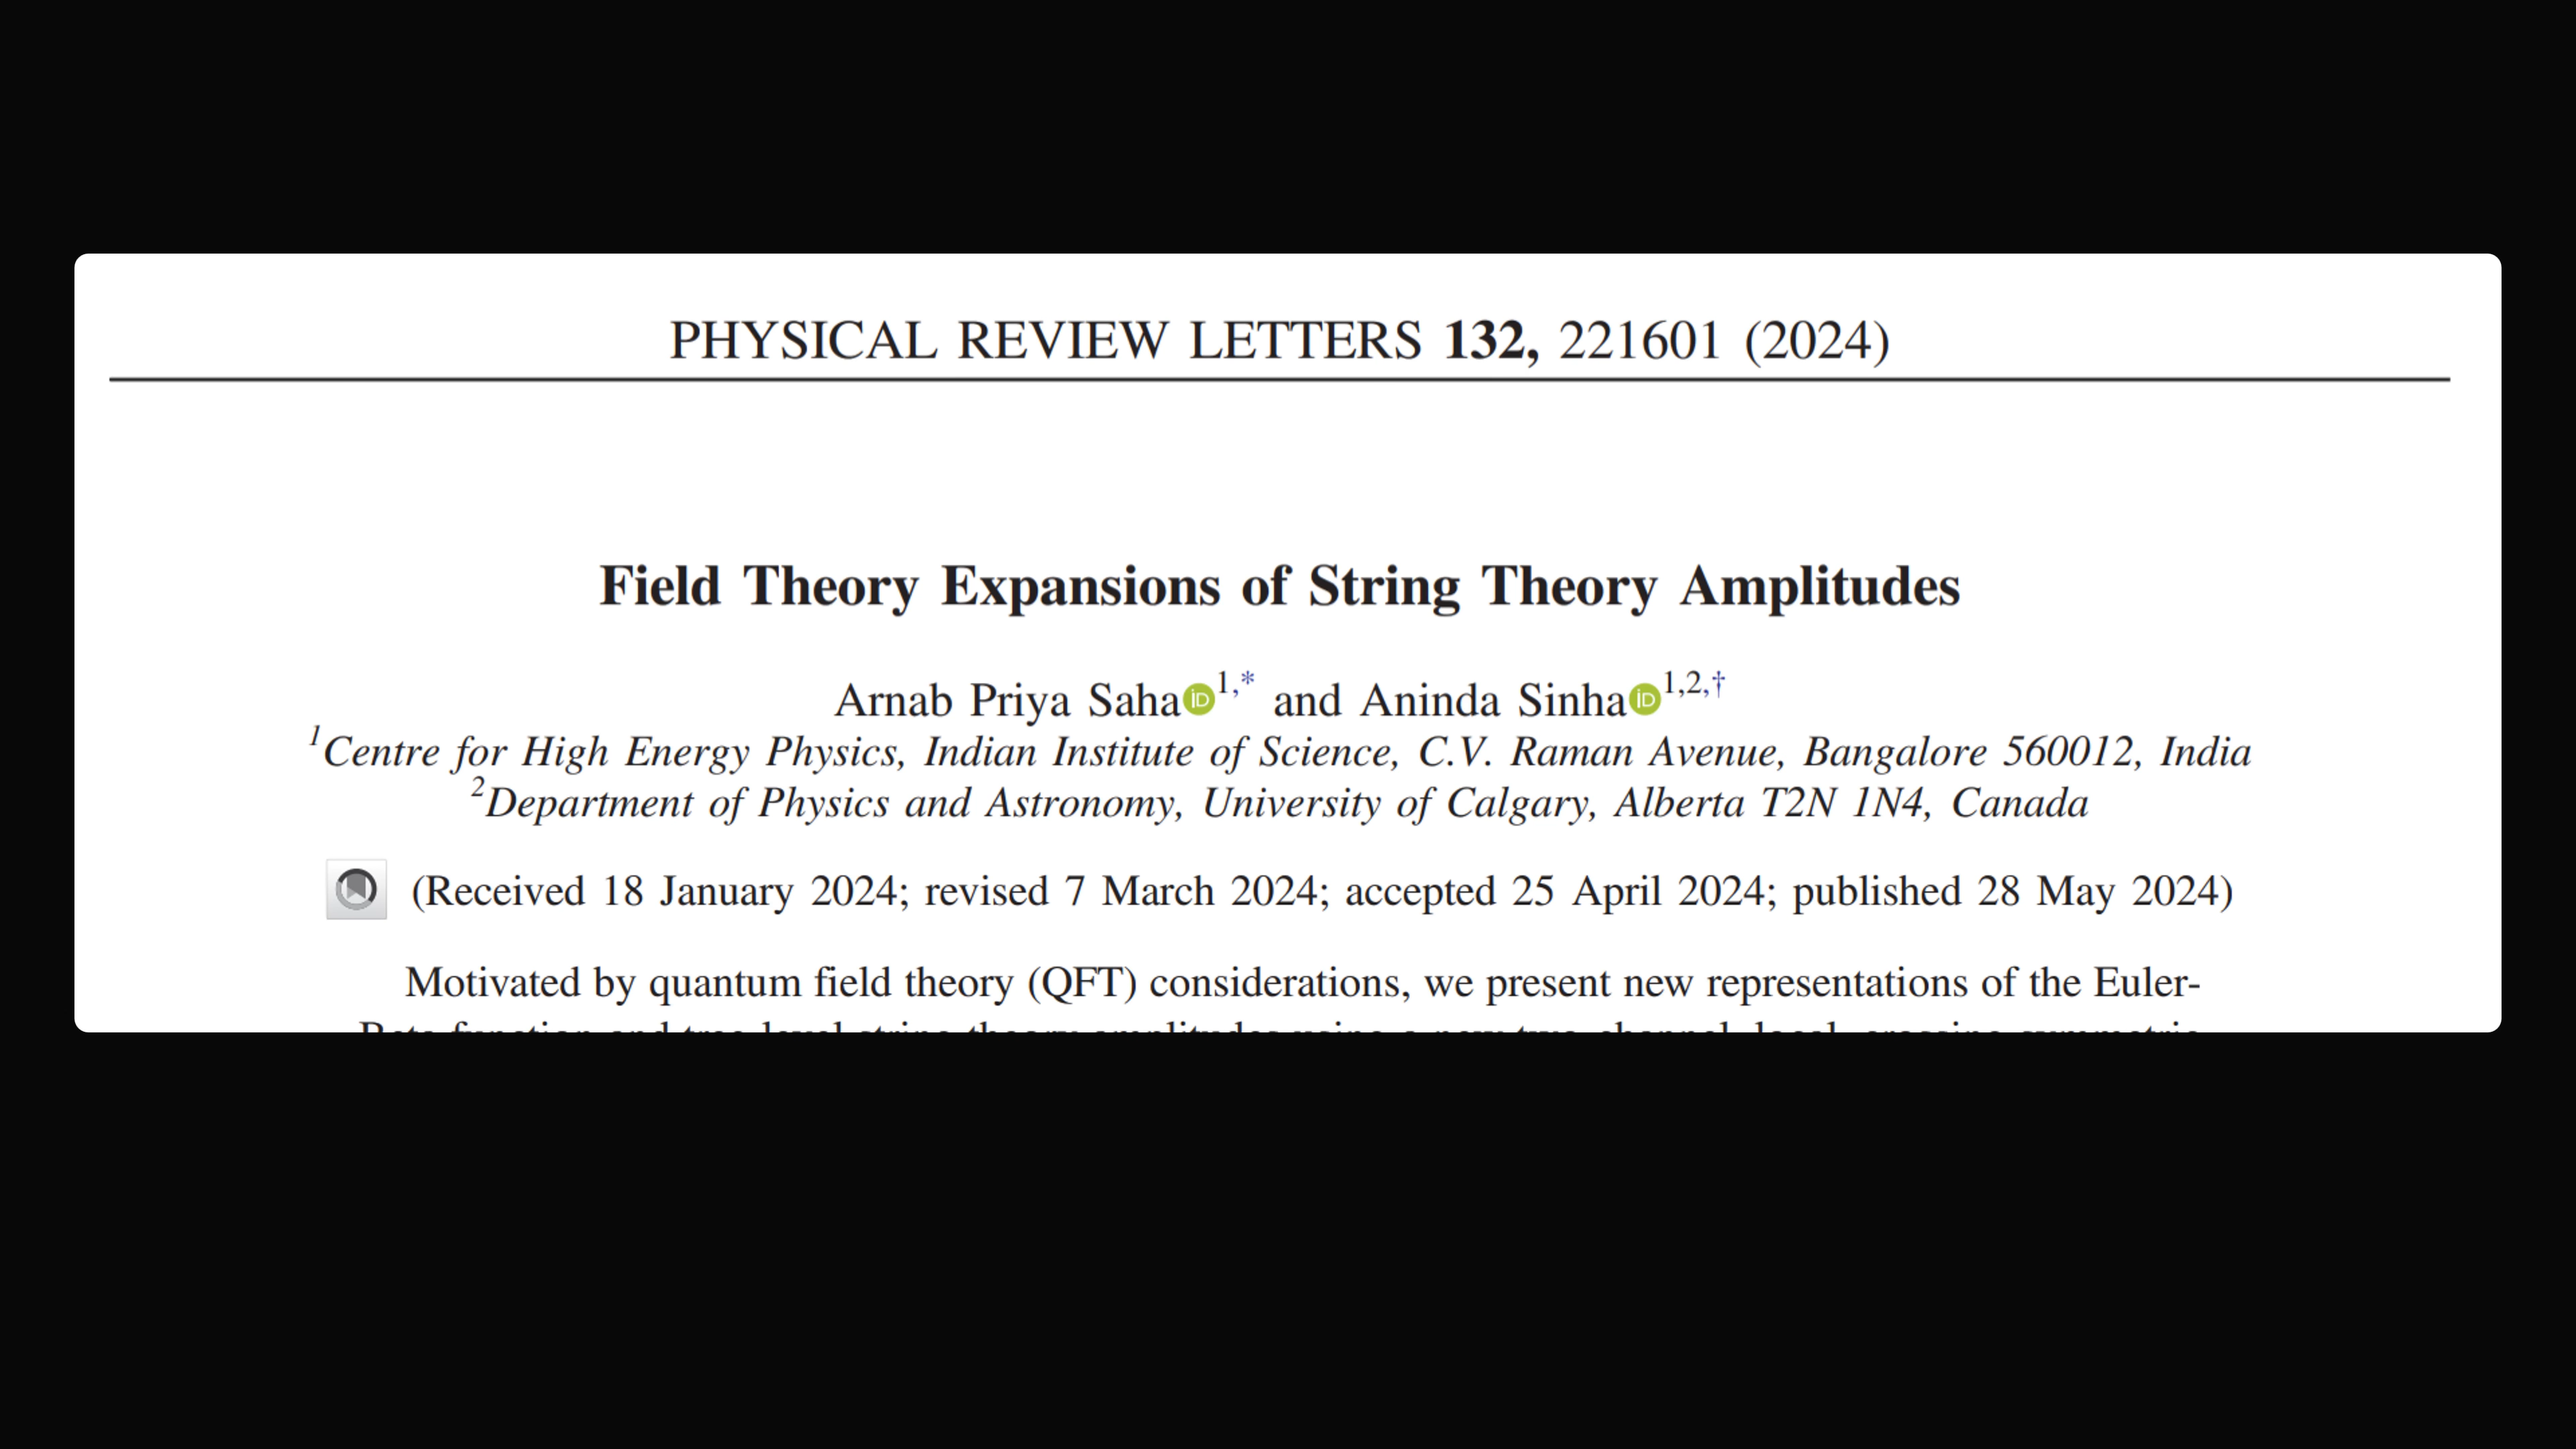 PHYSICAL REVIEW LETTERS 132, 221601 (2024)
Field Theory Expansions of String Theory Amplitudes
Arnab Priya Saha iD 1,* and Aninda Sinha iD 1,2,†
1Centre for High Energy Physics, Indian Institute of Science, C.V. Raman Avenue, Bangalore 560012, India
2Department of Physics and Astronomy, University of Calgary, Alberta T2N 1N4, Canada
(Received 18 January 2024; revised 7 March 2024; accepted 25 April 2024; published 28 May 2024)
Motivated by quantum field theory (QFT) considerations, we present new representations of the Euler-